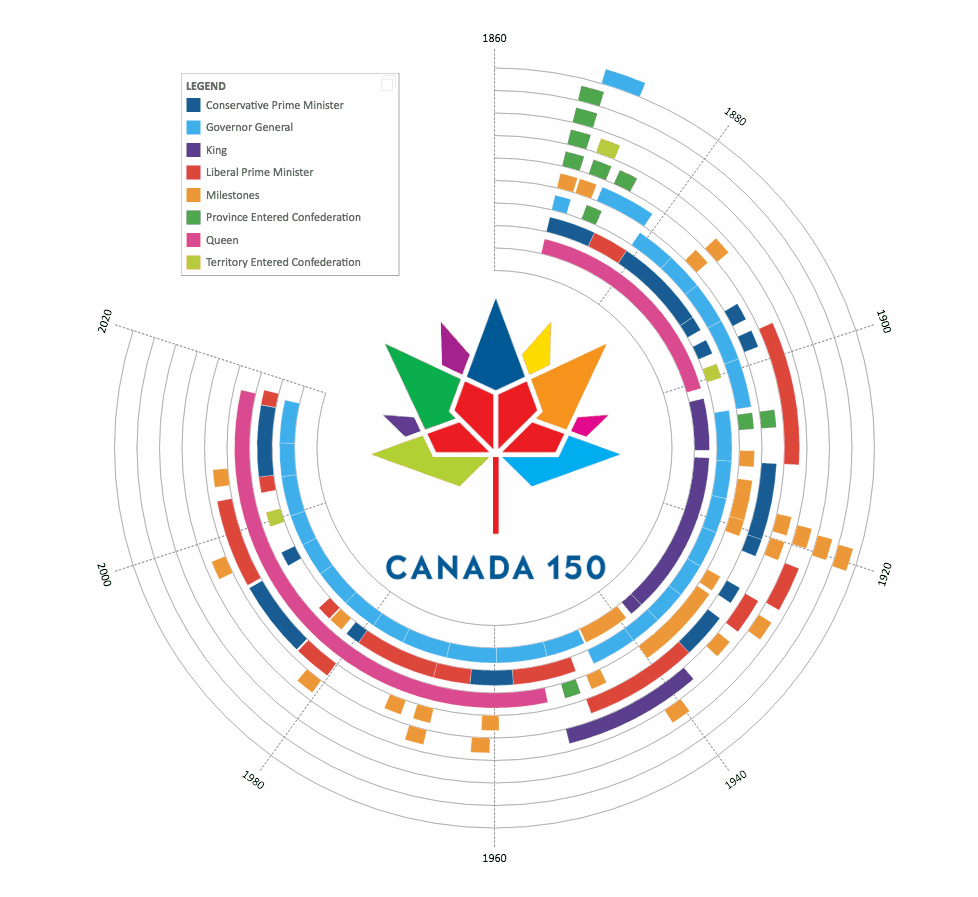 1860
LEGEND
Conservative Prime Minister
Governor General
King
Liberal Prime Minister
Milestones
Province Entered Confederation
Queen
Territory Entered Confederation
1880
1900
2020
CANADA 150
1920
2000
1940
1980
1960